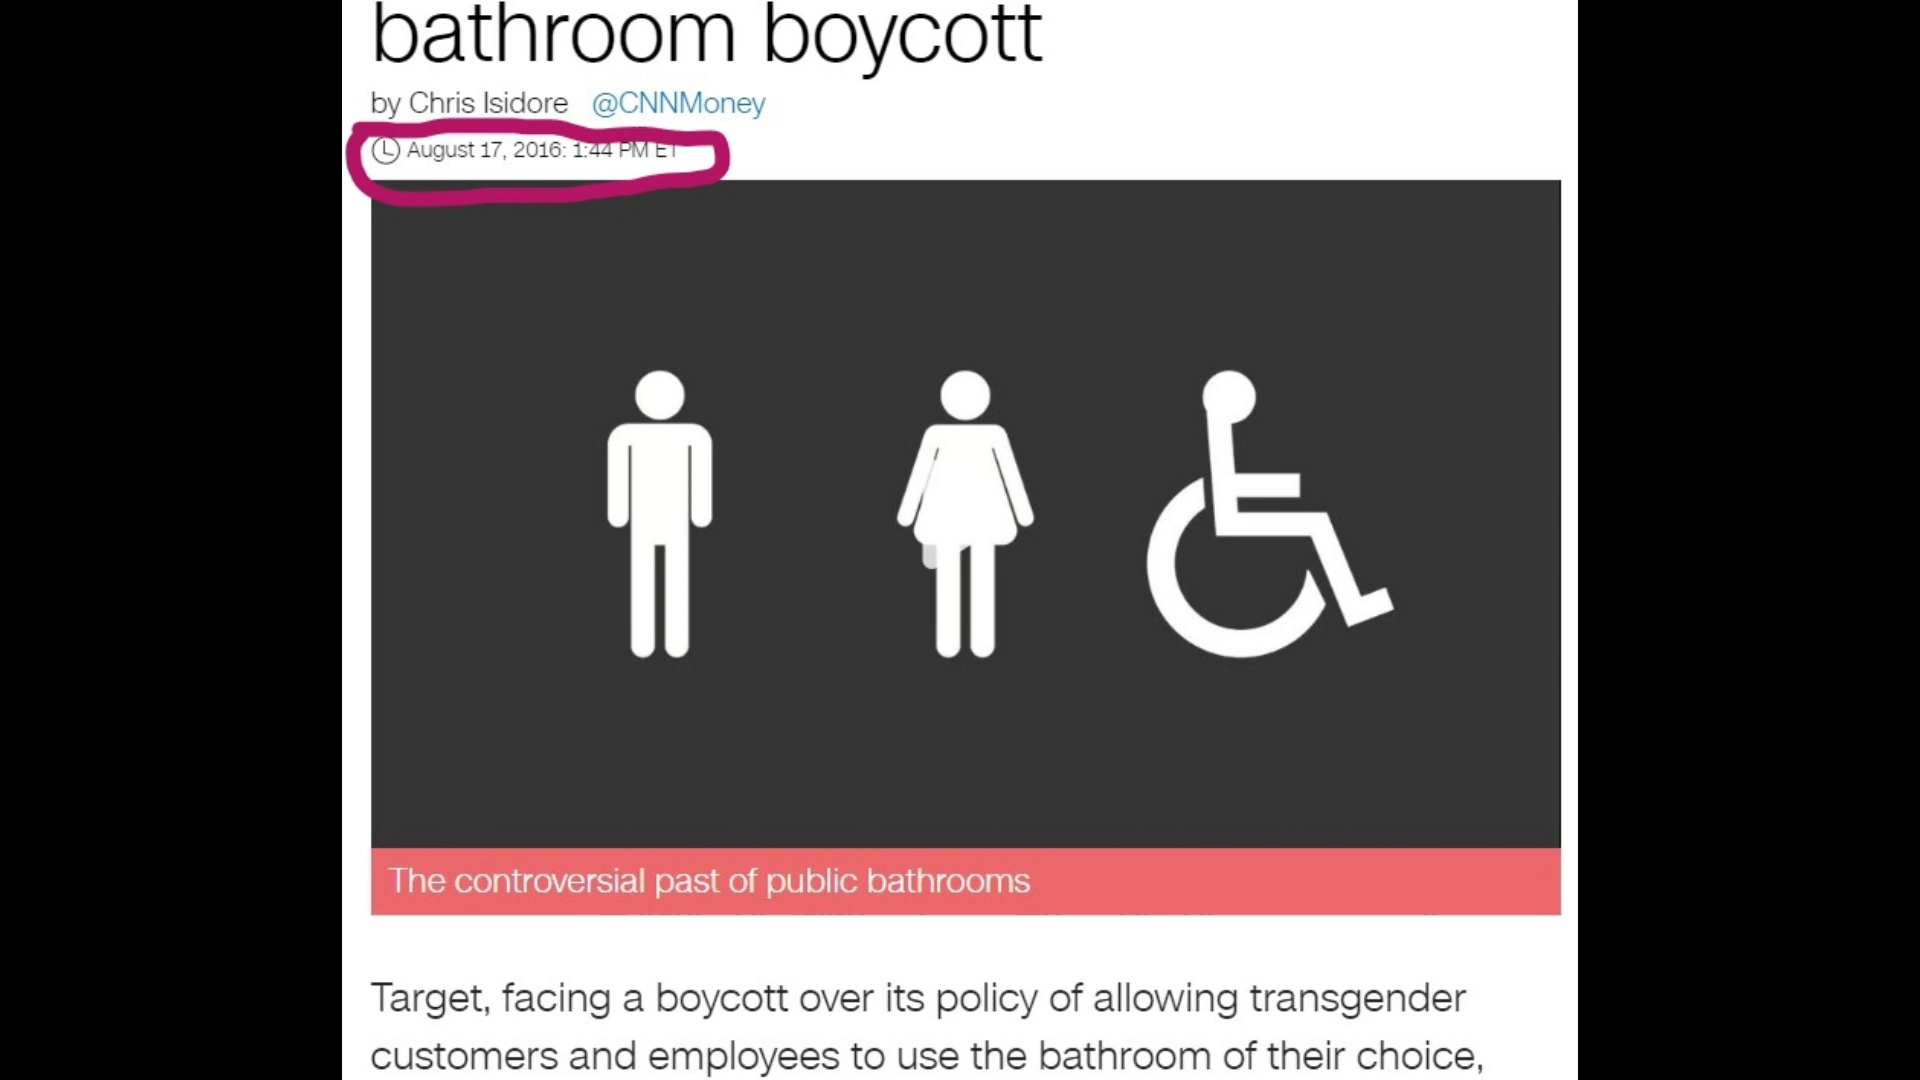 bathroom boycott
by Chris Isidore @CNNMoney
August 17, 2016: 1:44 PM ET
The controversial past of public bathrooms
Target, facing a boycott over its policy of allowing transgender
customers and employees to use the bathroom of their choice,